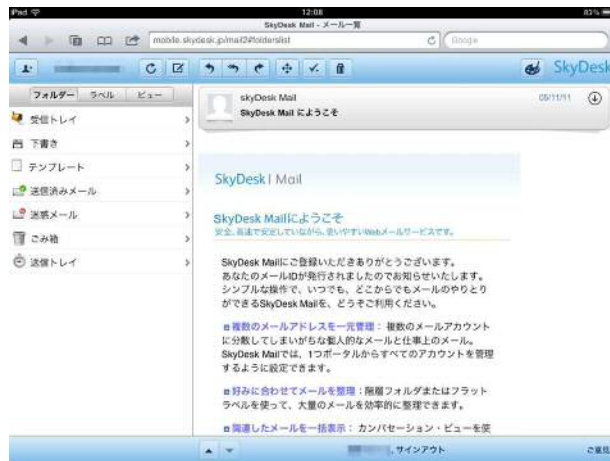 iPad
12:08
83%
SkyDesk Mail - メール一覧
mobile.skydesk.jp/mail2#folderslist
Google
SkyDesk
フォルダー
ラベル
ビュー
受信トレイ
下書き
テンプレート
送信済みメール
迷惑メール
ごみ箱
送信トレイ
skyDesk Mail
05/11/11
SkyDesk Mail にようこそ
SkyDesk | Mail
SkyDesk Mailにようこそ
安全、高速で安定していながら、使いやすいWebメールサービスです。
SkyDesk Mailにご登録いただきありがとうございます。
あなたのメールIDが発行されましたのでお知らせいたします。
シンプルな操作で、いつでも、どこからでもメールのやりとり
ができるSkyDesk Mailを、どうぞご利用ください。
複数のメールアドレスを一元管理： 複数のメールアカウント
に分散してしまいがちな個人的なメールと仕事上のメール。
SkyDesk Mailでは、1つポータルからすべてのアカウントを管理
するように設定できます。
好みに合わせてメールを整理：階層フォルダまたはフラット
ラベルを使って、大量のメールを効率的に整理できます。
関連したメールを一括表示： カンバセーション・ビューを使
, サインアウト